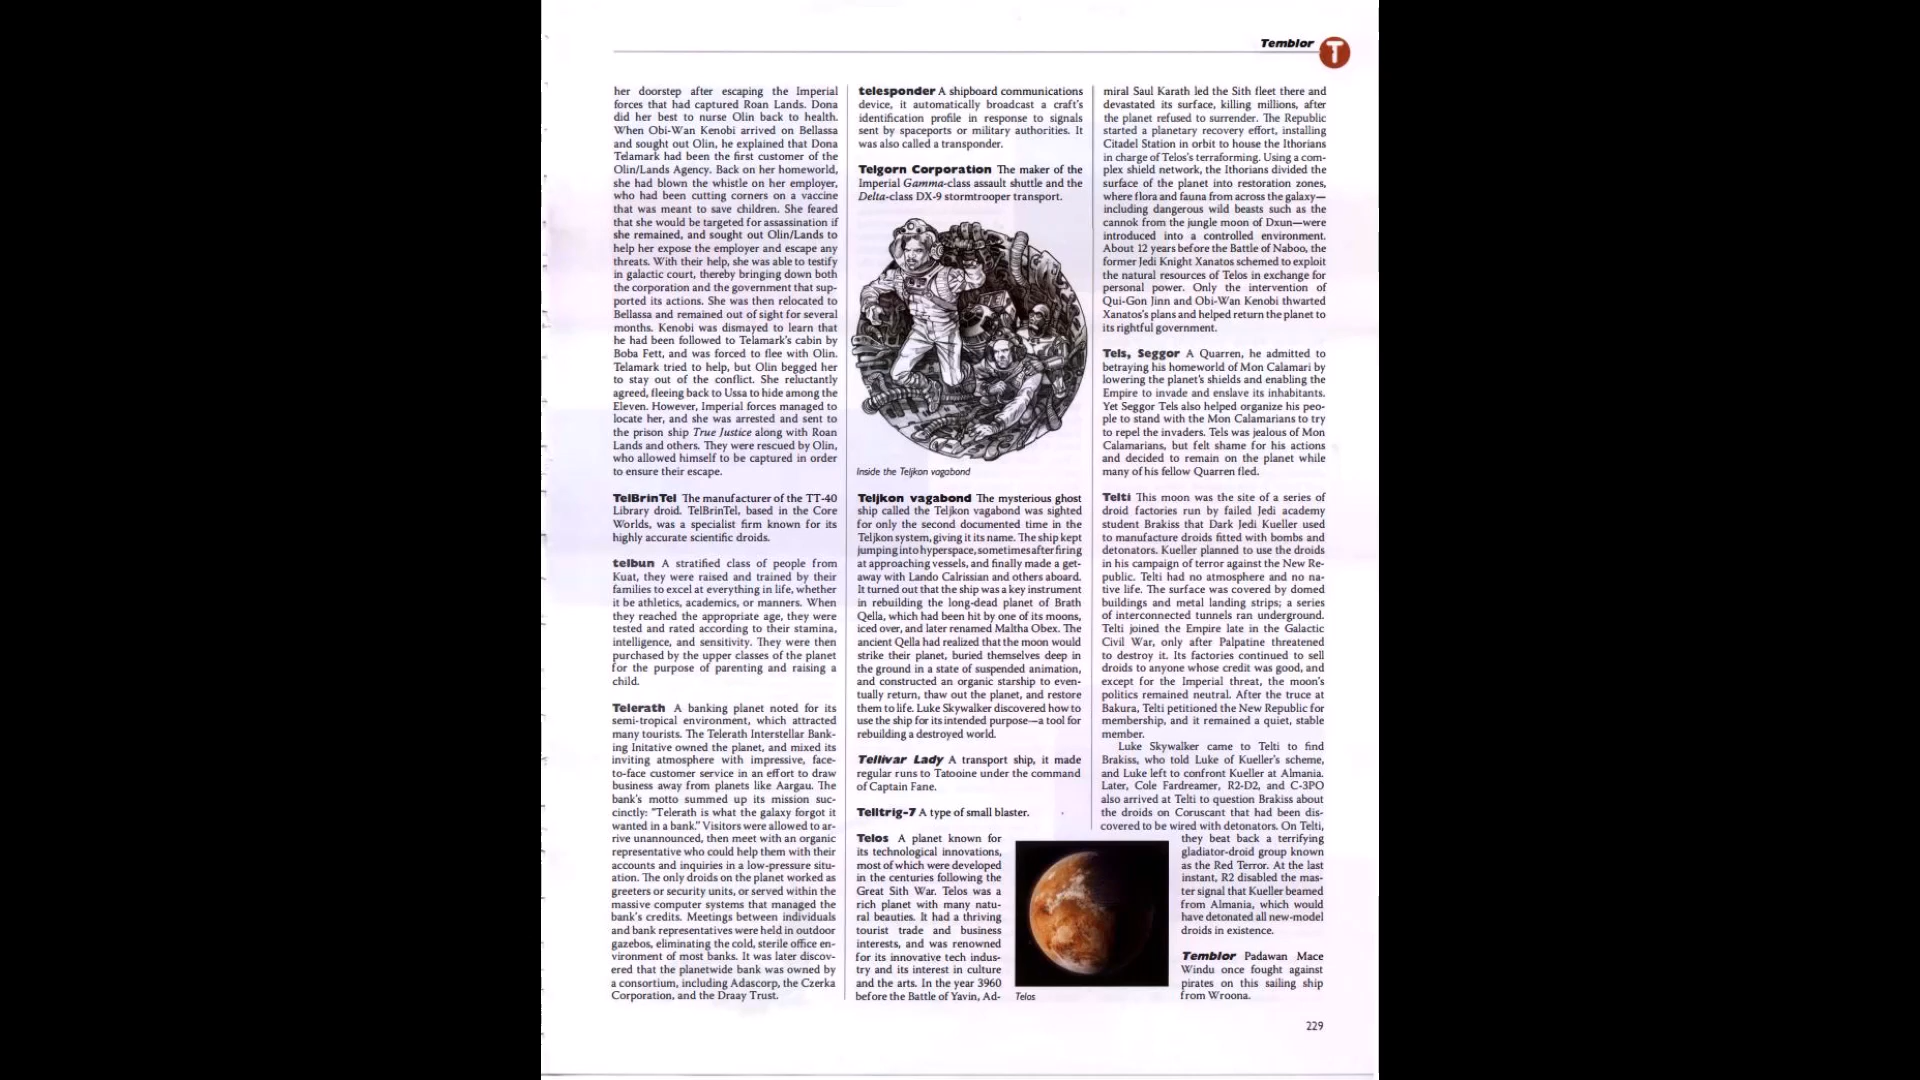 Temblor T
her doorstep after escaping the Imperial
forces that had captured Roan Lands. Dona
did her best to nurse Olin back to health.
When Obi-Wan Kenobi arrived on Bellassa
and sought out Olin, he explained that Dona
Telamark had been the first customer of the
Olin/Lands Agency. Back on her homeworld,
she had blown the whistle on her employer,
who had been cutting corners on a vaccine
that was meant to save children. She feared
that she would be targeted for assassination if
she remained, and sought out Olin/Lands to
help her expose the employer and escape any
threats. With their help, she was able to testify
in galactic court, thereby bringing down both
the corporation and the government that sup-
ported its actions. She was then relocated to
Bellassa and remained out of sight for several
months. Kenobi was dismayed to learn that
he had been followed to Telamark's cabin by
Boba Fett, and was forced to flee with Olin.
Telamark tried to help, but Olin begged her
to stay out of the conflict. She reluctantly
agreed, fleeing back to Ussa to hide among the
Eleven. However, Imperial forces managed to
locate her, and she was arrested and sent to
the prison ship True Justice along with Roan
Lands and others. They were rescued by Olin,
who allowed himself to be captured in order
to ensure their escape.
TelBrinTel The manufacturer of the TT-40
Library droid. TelBrinTel, based in the Core
Worlds, was a specialist firm known for its
highly accurate scientific droids.
telbun A stratified class of people from
Kuat, they were raised and trained by their
families to excel at everything in life, whether
it be athletics, academics, or manners. When
they reached the appropriate age, they were
tested and rated according to their stamina,
intelligence, and sensitivity. They were then
purchased by the upper classes of the planet
for the purpose of parenting and raising a
child.
Telerath A banking planet noted for its
semi-tropical environment, which attracted
many tourists. The Telerath Interstellar Bank-
ing Initative owned the planet, and mixed its
inviting atmosphere with impressive, face-
to-face customer service in an effort to draw
business away from planets like Aargau. The
bank's motto summed up its mission suc-
cinctly: "Telerath is what the galaxy forgot it
wanted in a bank." Visitors were allowed to ar-
rive unannounced, then meet with an organic
representative who could help them with their
accounts and inquiries in a low-pressure situ-
ation. The only droids on the planet worked as
greeters or security units, or served within the
massive computer systems that managed the
bank's credits. Meetings between individuals
and bank representatives were held in outdoor
gazebos, eliminating the cold, sterile office en-
vironment of most banks. It was later discov-
ered that the planetwide bank was owned by
a consortium, including Adascorp, the Czerka
Corporation, and the Draay Trust.
telesponder A shipboard communications
device, it automatically broadcast a craft's
identification profile in response to signals
sent by spaceports or military authorities. It
was also called a transponder.
Telgorn Corporation The maker of the
Imperial Gamma-class assault shuttle and the
Delta-class DX-9 stormtrooper transport.
Inside the Teljkon vagabond
Teljkon vagabond The mysterious ghost
ship called the Teljkon vagabond was sighted
for only the second documented time in the
Teljkon system, giving it its name. The ship kept
jumping into hyperspace, sometimes after firing
at approaching vessels, and finally made a get-
away with Lando Calrissian and others aboard.
It turned out that the ship was a key instrument
in rebuilding the long-dead planet of Brath
Qella, which had been hit by one of its moons,
iced over, and later renamed Maltha Obex. The
ancient Qella had realized that the moon would
strike their planet, buried themselves deep in
the ground in a state of suspended animation,
and constructed an organic starship to even-
tually return, thaw out the planet, and restore
them to life. Luke Skywalker discovered how to
use the ship for its intended purpose—a tool for
rebuilding a destroyed world.
Tellivar Lady A transport ship, it made
regular runs to Tatooine under the command
of Captain Fane.
Telltrig-7 A type of small blaster.
Telos A planet known for
its technological innovations,
most of which were developed
in the centuries following the
Great Sith War. Telos was a
rich planet with many natu-
ral beauties. It had a thriving
tourist trade and business
interests, and was renowned
for its innovative tech indus-
try and its interest in culture
and the arts. In the year 3960
before the Battle of Yavin, Ad-
Telos
miral Saul Karath led the Sith fleet there and
devastated its surface, killing millions, after
the planet refused to surrender. The Republic
started a planetary recovery effort, installing
Citadel Station in orbit to house the Ithorians
in charge of Telos's terraforming. Using a com-
plex shield network, the Ithorians divided the
surface of the planet into restoration zones,
where flora and fauna from across the galaxy—
including dangerous wild beasts such as the
cannok from the jungle moon of Dxun—were
introduced into a controlled environment.
About 12 years before the Battle of Naboo, the
former Jedi Knight Xanatos schemed to exploit
the natural resources of Telos in exchange for
personal power. Only the intervention of
Qui-Gon Jinn and Obi-Wan Kenobi thwarted
Xanatos's plans and helped return the planet to
its rightful government.
Tels, Seggor A Quarren, he admitted to
betraying his homeworld of Mon Calamari by
lowering the planet's shields and enabling the
Empire to invade and enslave its inhabitants.
Yet Seggor Tels also helped organize his peo-
ple to stand with the Mon Calamarians to try
to repel the invaders. Tels was jealous of Mon
Calamarians, but felt shame for his actions
and decided to remain on the planet while
many of his fellow Quarren fled.
Telti This moon was the site of a series of
droid factories run by failed Jedi academy
student Brakiss that Dark Jedi Kueller used
to manufacture droids fitted with bombs and
detonators. Kueller planned to use the droids
in his campaign of terror against the New Re-
public. Telti had no atmosphere and no na-
tive life. The surface was covered by domed
buildings and metal landing strips; a series
of interconnected tunnels ran underground.
Telti joined the Empire late in the Galactic
Civil War, only after Palpatine threatened
to destroy it. Its factories continued to sell
droids to anyone whose credit was good, and
except for the Imperial threat, the moon's
politics remained neutral. After the truce at
Bakura, Telti petitioned the New Republic for
membership, and it remained a quiet, stable
member.
Luke Skywalker came to Telti to find
Brakiss, who told Luke of Kueller's scheme,
and Luke left to confront Kueller at Almania.
Later, Cole Fardreamer, R2-D2, and C-3PO
also arrived at Telti to question Brakiss about
the droids on Coruscant that had been dis-
covered to be wired with detonators. On Telti,
they beat back a terrifying
gladiator-droid group known
as the Red Terror. At the last
instant, R2 disabled the mas-
ter signal that Kueller beamed
from Almania, which would
have detonated all new-model
droids in existence.
Temblor Padawan Mace
Windu once fought against
pirates on this sailing ship
from Wroona.
229